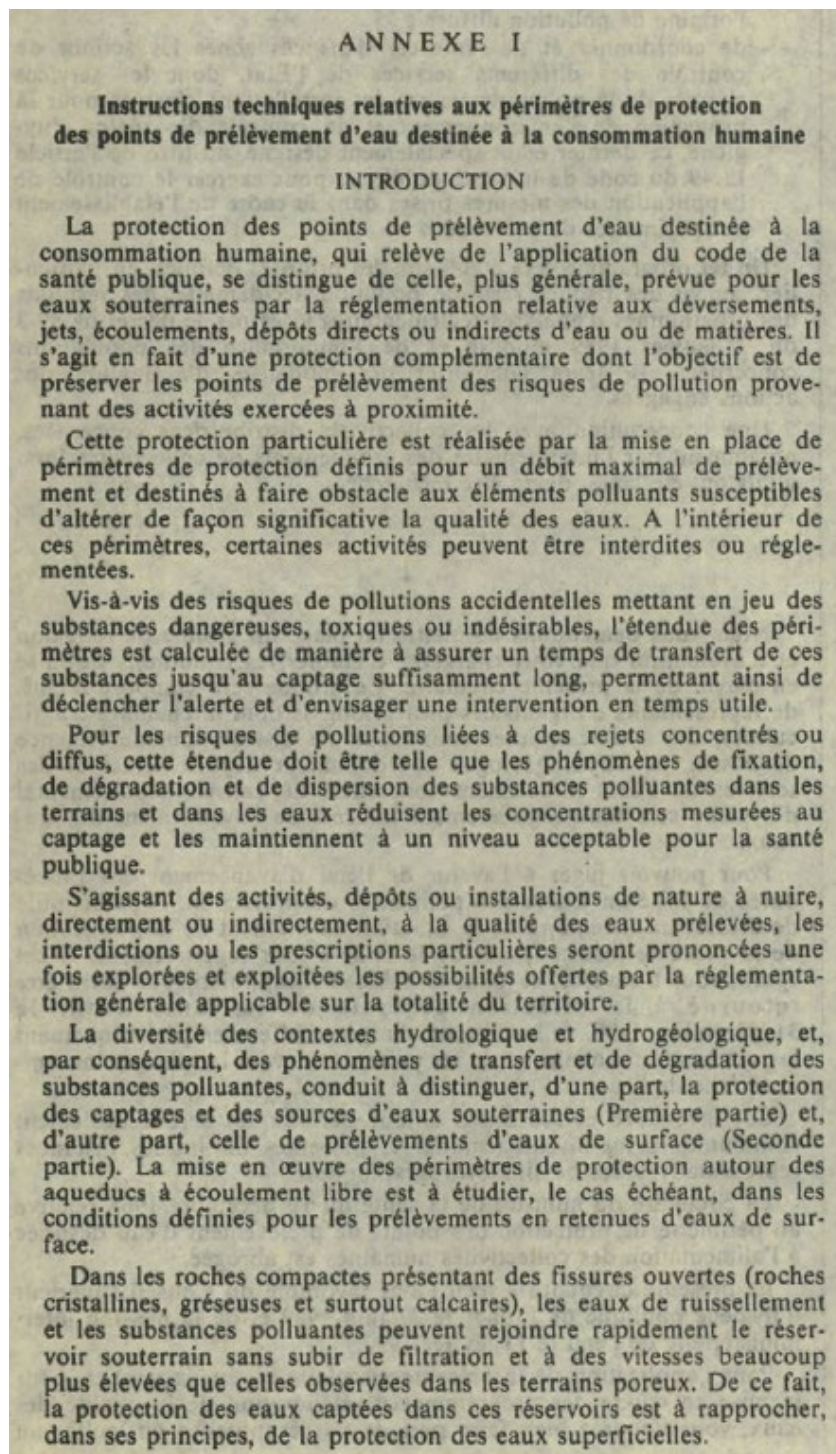 ANNEXE I
Instructions techniques relatives aux périmètres de protection
des points de prélèvement d'eau destinée à la consommation humaine
INTRODUCTION
La protection des points de prélèvement d'eau destinée à la
consommation humaine, qui relève de l'application du code de la
santé publique, se distingue de celle, plus générale, prévue pour les
eaux souterraines par la réglementation relative aux déversements,
jets, écoulements, dépôts directs ou indirects d'eau ou de matières. Il
s'agit en fait d'une protection complémentaire dont l'objectif est de
préserver les points de prélèvement des risques de pollution prove-
nant des activités exercées à proximité.
Cette protection particulière est réalisée par la mise en place de
périmètres de protection définis pour un débit maximal de prélève-
ment et destinés à faire obstacle aux éléments polluants susceptibles
d'altérer de façon significative la qualité des eaux. A l'intérieur de
ces périmètres, certaines activités peuvent être interdites ou régle-
mentées.
Vis-à-vis des risques de pollutions accidentelles mettant en jeu des
substances dangereuses, toxiques ou indésirables, l'étendue des péri-
mètres est calculée de manière à assurer un temps de transfert de ces
substances jusqu'au captage suffisamment long, permettant ainsi de
déclencher l'alerte et d'envisager une intervention en temps utile.
Pour les risques de pollutions liées à des rejets concentrés ou
diffus, cette étendue doit être telle que les phénomènes de fixation,
de dégradation et de dispersion des substances polluantes dans les
terrains et dans les eaux réduisent les concentrations mesurées au
captage et les maintiennent à un niveau acceptable pour la santé
publique.
S'agissant des activités, dépôts ou installations de nature à nuire,
directement ou indirectement, à la qualité des eaux prélevées, les
interdictions ou les prescriptions particulières seront prononcées une
fois explorées et exploitées les possibilités offertes par la réglementa-
tion générale applicable sur la totalité du territoire.
La diversité des contextes hydrologique et hydrogéologique, et,
par conséquent, des phénomènes de transfert et de dégradation des
substances polluantes, conduit à distinguer, d'une part, la protection
des captages et des sources d'eaux souterraines (Première partie) et,
d'autre part, celle de prélèvements d'eaux de surface (Seconde
partie). La mise en œuvre des périmètres de protection autour des
aqueducs à écoulement libre est à étudier, le cas échéant, dans les
conditions définies pour les prélèvements en retenues d'eaux de sur-
face.
Dans les roches compactes présentant des fissures ouvertes (roches
cristallines, gréseuses et surtout calcaires), les eaux de ruissellement
et les substances polluantes peuvent rejoindre rapidement le réser-
voir souterrain sans subir de filtration et à des vitesses beaucoup
plus élevées que celles observées dans les terrains poreux. De ce fait,
la protection des eaux captées dans ces réservoirs est à rapprocher,
dans ses principes, de la protection des eaux superficielles.